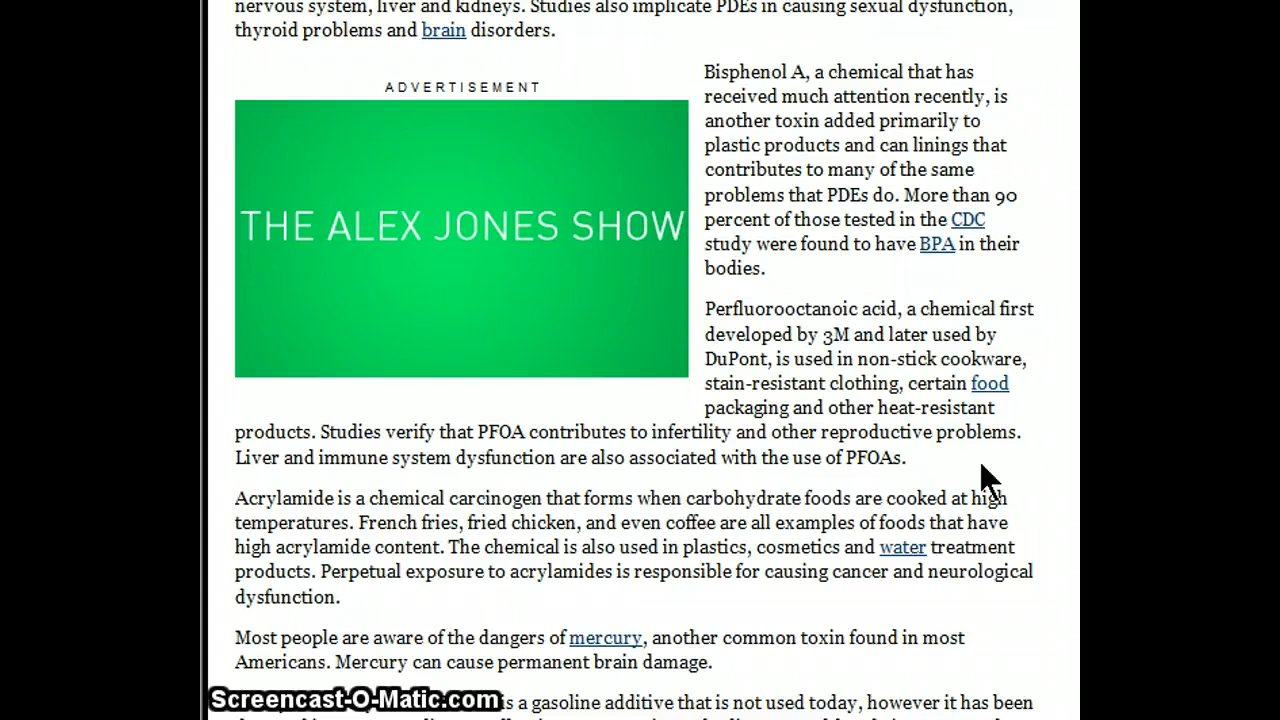 nervous system, liver and kidneys. Studies also implicate PDEs in causing sexual dysfunction,
thyroid problems and brain disorders.
ADVERTISEMENT
THE ALEX JONES SHOW
Bisphenol A, a chemical that has
received much attention recently, is
another toxin added primarily to
plastic products and can linings that
contributes to many of the same
problems that PDEs do. More than 90
percent of those tested in the CDC
study were found to have BPA in their
bodies.
Perfluorooctanoic acid, a chemical first
developed by 3M and later used by
DuPont, is used in non-stick cookware,
stain-resistant clothing, certain food
packaging and other heat-resistant
products. Studies verify that PFOA contributes to infertility and other reproductive problems.
Liver and immune system dysfunction are also associated with the use of PFOAs.
Acrylamide is a chemical carcinogen that forms when carbohydrate foods are cooked at high
temperatures. French fries, fried chicken, and even coffee are all examples of foods that have
high acrylamide content. The chemical is also used in plastics, cosmetics and water treatment
products. Perpetual exposure to acrylamides is responsible for causing cancer and neurological
dysfunction.
Most people are aware of the dangers of mercury, another common toxin found in most
Americans. Mercury can cause permanent brain damage.
Screencast-O-Matic.com is a gasoline additive that is not used today, however it has been